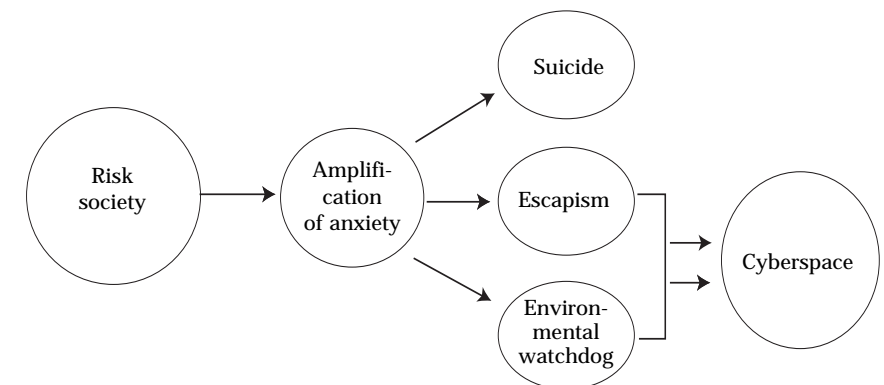 Risk
society
Amplifi-
cation
of anxiety
Suicide
Escapism
Environ-
mental
watchdog
Cyberspace